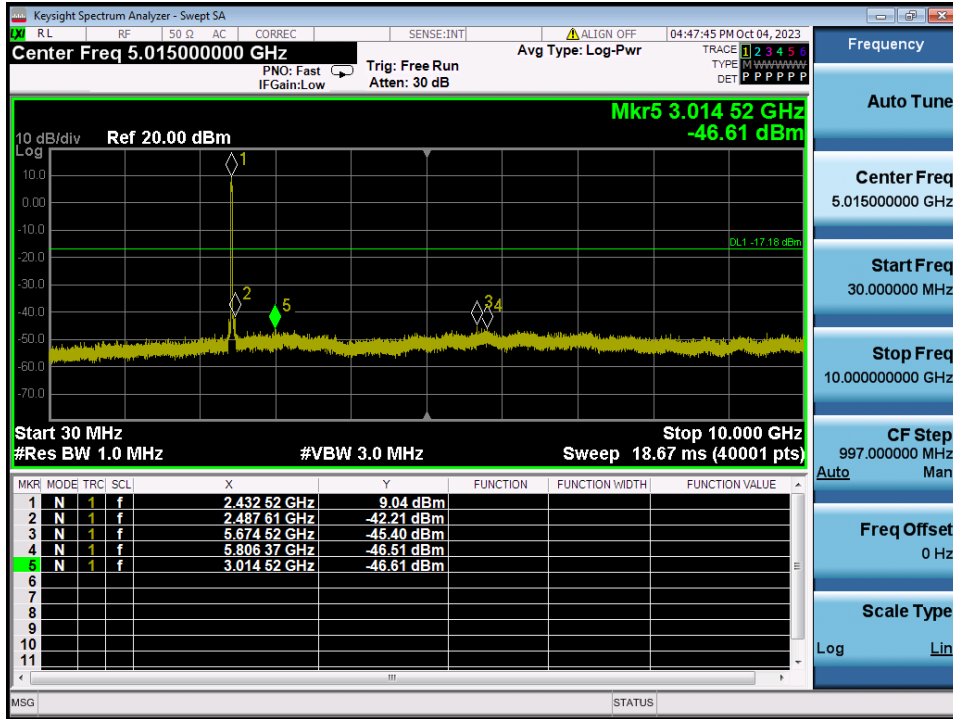 Keysight Spectrum Analyzer - Swept SA
LXI RL RF 50 Ω AC CORREC SENSE:INT ALIGN OFF 04:47:45 PM Oct 04, 2023
Center Freq 5.015000000 GHz
PNO: Fast
IFGain:Low
Trig: Free Run
Atten: 30 dB
Avg Type: Log-Pwr
TRACE 1 2 3 4 5 6
TYPE M W W W W W
DET P P P P P P
Mkr5 3.014 52 GHz
-46.61 dBm
10 dB/div Ref 20.00 dBm
Log
10.0
0.00
-10.0
-20.0
-30.0
-40.0
-50.0
-60.0
-70.0
1
DL1 -17.18 dBm
2
5
3
4
Start 30 MHz Stop 10.000 GHz
#Res BW 1.0 MHz #VBW 3.0 MHz Sweep 18.67 ms (40001 pts)
MKR MODE TRC SCL X Y FUNCTION FUNCTION WIDTH FUNCTION VALUE
1 N 1 f 2.432 52 GHz 9.04 dBm
2 N 1 f 2.487 61 GHz -42.21 dBm
3 N 1 f 5.674 52 GHz -45.40 dBm
4 N 1 f 5.806 37 GHz -46.51 dBm
5 N 1 f 3.014 52 GHz -46.61 dBm
6
7
8
9
10
11
MSG STATUS
Frequency
Auto Tune
Center Freq
5.015000000 GHz
Start Freq
30.000000 MHz
Stop Freq
10.000000000 GHz
CF Step
997.000000 MHz
Auto Man
Freq Offset
0 Hz
Scale Type
Log Lin